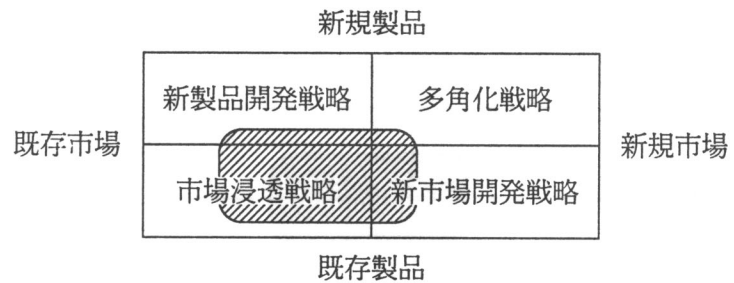 新規製品
新製品開発戦略
多角化戦略
既存市場
新規市場
市場浸透戦略
新市場開発戦略
既存製品